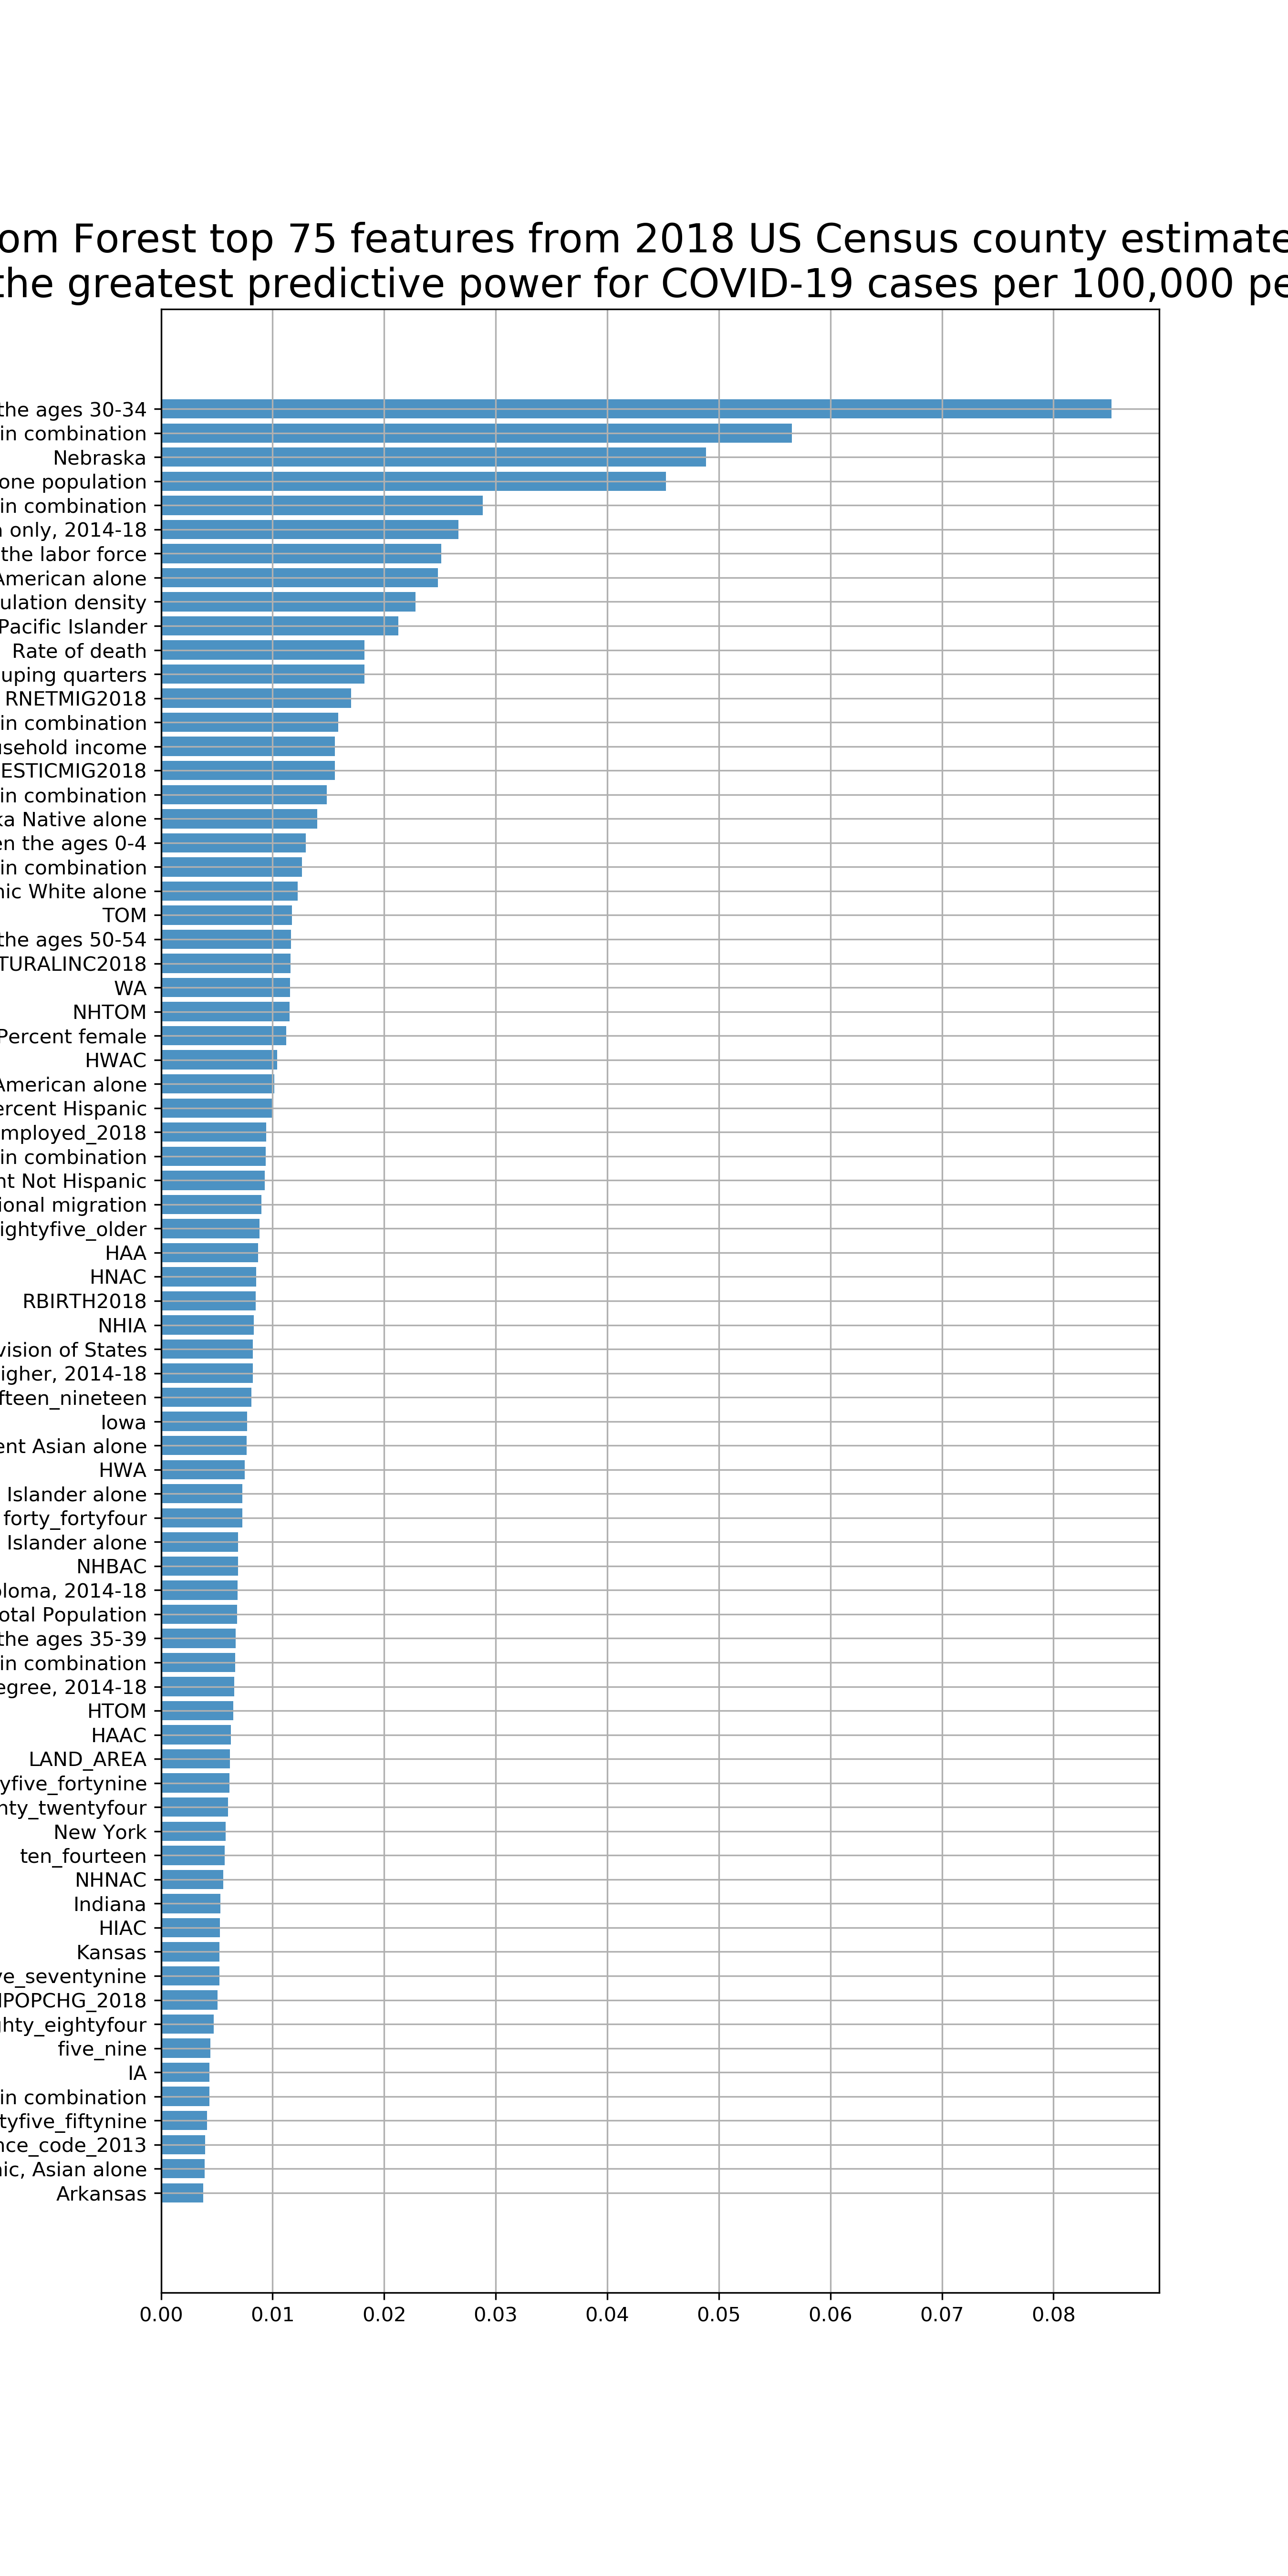 om Forest top 75 features from 2018 US Census county estimate
the greatest predictive power for COVID-19 cases per 100,000 pe
the ages 30-34
in combination
Nebraska
one population
in combination
only, 2014-18
the labor force
American alone
ulation density
Pacific Islander
Rate of death
uping quarters
RNETMIG2018
in combination
usehold income
ESTICMIG2018
in combination
ka Native alone
en the ages 0-4
in combination
nic White alone
TOM
the ages 50-54
TURALINC2018
WA
NHTOM
Percent female
HWAC
American alone
ercent Hispanic
mployed_2018
in combination
nt Not Hispanic
ional migration
eightyfive_older
HAA
HNAC
RBIRTH2018
NHIA
vision of States
igher, 2014-18
fteen_nineteen
Iowa
ent Asian alone
HWA
Islander alone
forty_fortyfour
Islander alone
NHBAC
ploma, 2014-18
otal Population
the ages 35-39
in combination
egree, 2014-18
HTOM
HAAC
LAND_AREA
yfive_fortynine
nty_twentyfour
New York
ten_fourteen
NHNAC
Indiana
HIAC
Kansas
ve_seventynine
NPOPCHG_2018
ghty_eightyfour
five_nine
IA
in combination
tyfive_fiftynine
nce_code_2013
nic, Asian alone
Arkansas
0.00 0.01 0.02 0.03 0.04 0.05 0.06 0.07 0.08